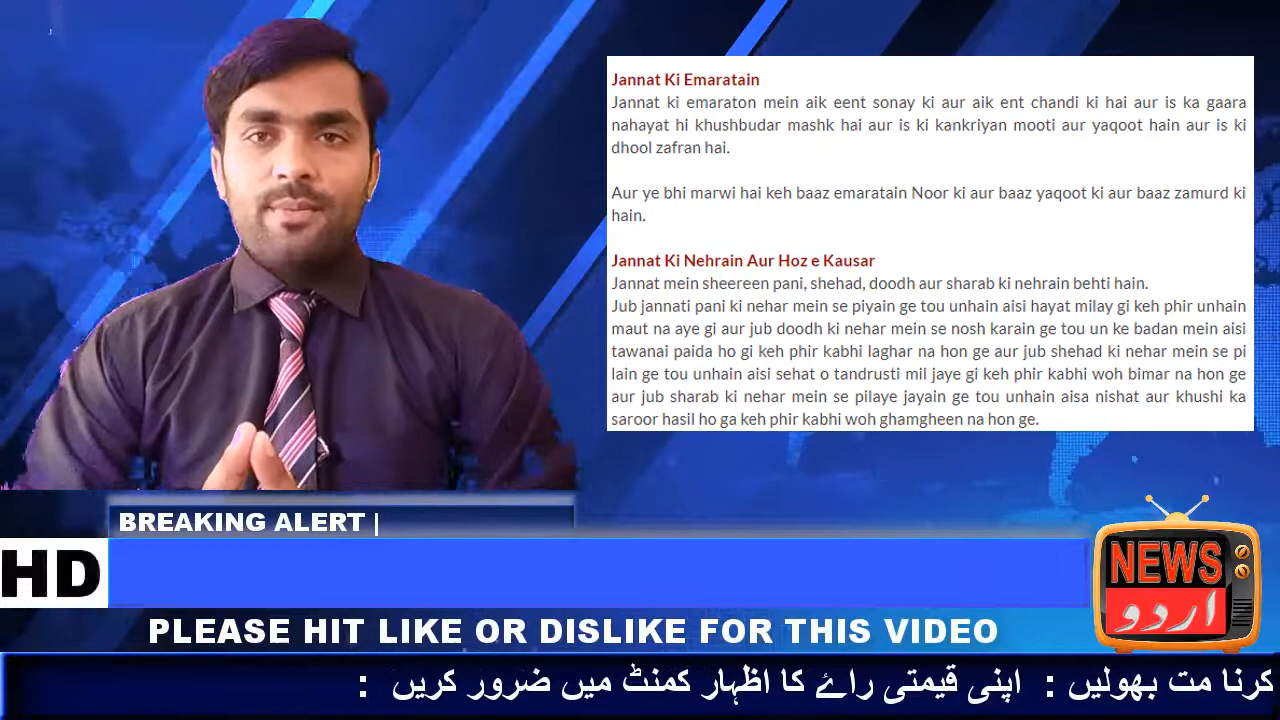 Jannat Ki Emaratain
Jannat ki emaraton mein aik eent sonay ki aur aik ent chandi ki hai aur is ka gaara
nahayat hi khushbudar mashk hai aur is ki kankriyan mooti aur yaqoot hain aur is ki
dhool zafran hai.
Aur ye bhi marwi hai keh baaz emaratain Noor ki aur baaz yaqoot ki aur baaz zamurd ki
hain.
Jannat Ki Nehrain Aur Hoz e Kausar
Jannat mein sheereen pani, shehad, doodh aur sharab ki nehrain behti hain.
Jub jannati pani ki nehar mein se piyain ge tou unhain aisi hayat milay gi keh phir unhain
maut na aye gi aur jub doodh ki nehar mein se nosh karain ge tou un ke badan mein aisi
tawanai paida ho gi keh phir kabhi laghar na hon ge aur jub shehad ki nehar mein se pi
lain ge tou unhain aisi sehat o tandrusti mil jaye gi keh phir kabhi woh bimar na hon ge
aur jub sharab ki nehar mein se pilaye jayain ge tou unhain aisa nishat aur khushi ka
saroor hasil ho ga keh phir kabhi woh ghamgheen na hon ge.
BREAKING ALERT |
HD
NEWS
اردو
PLEASE HIT LIKE OR DISLIKE FOR THIS VIDEO
کرنا مت بھولیں : اپنی قیمتی راۓ کا اظہار کمنٹ میں ضرور کریں :